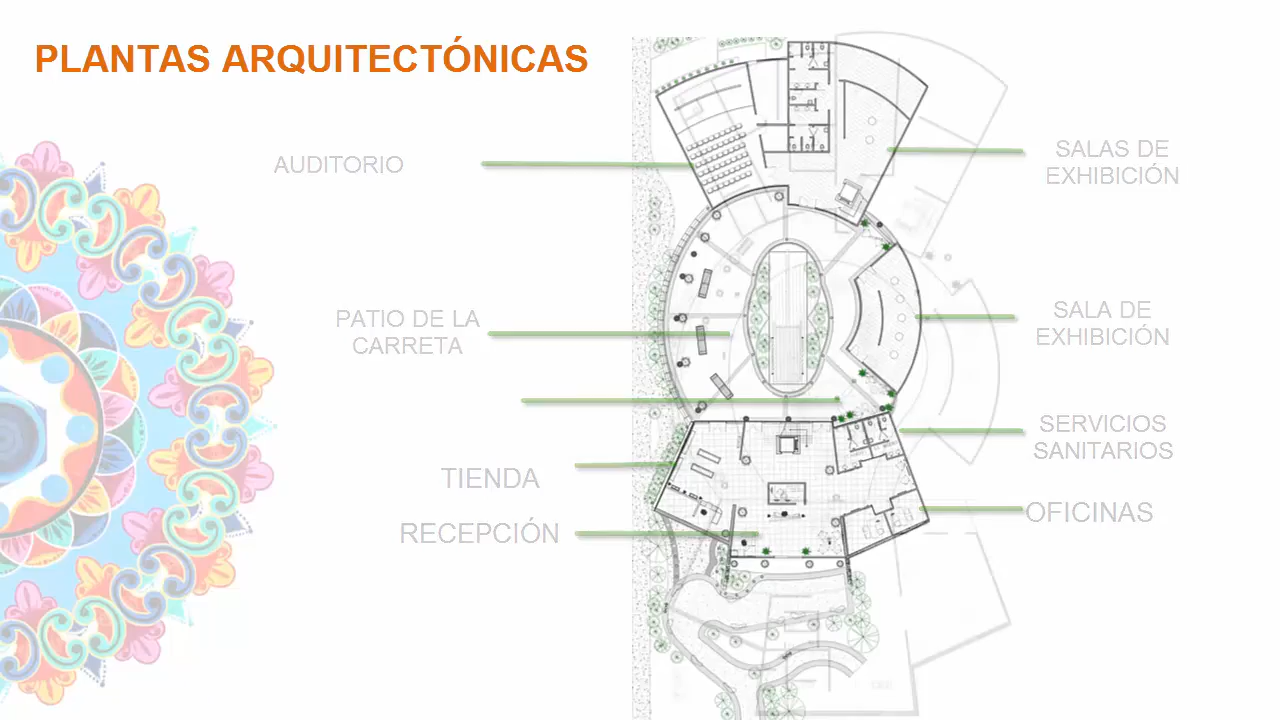 PLANTAS ARQUITECTÓNICAS
AUDITORIO
SALAS DE
EXHIBICIÓN
PATIO DE LA
CARRETA
SALA DE
EXHIBICIÓN
SERVICIOS
SANITARIOS
TIENDA
OFICINAS
RECEPCIÓN